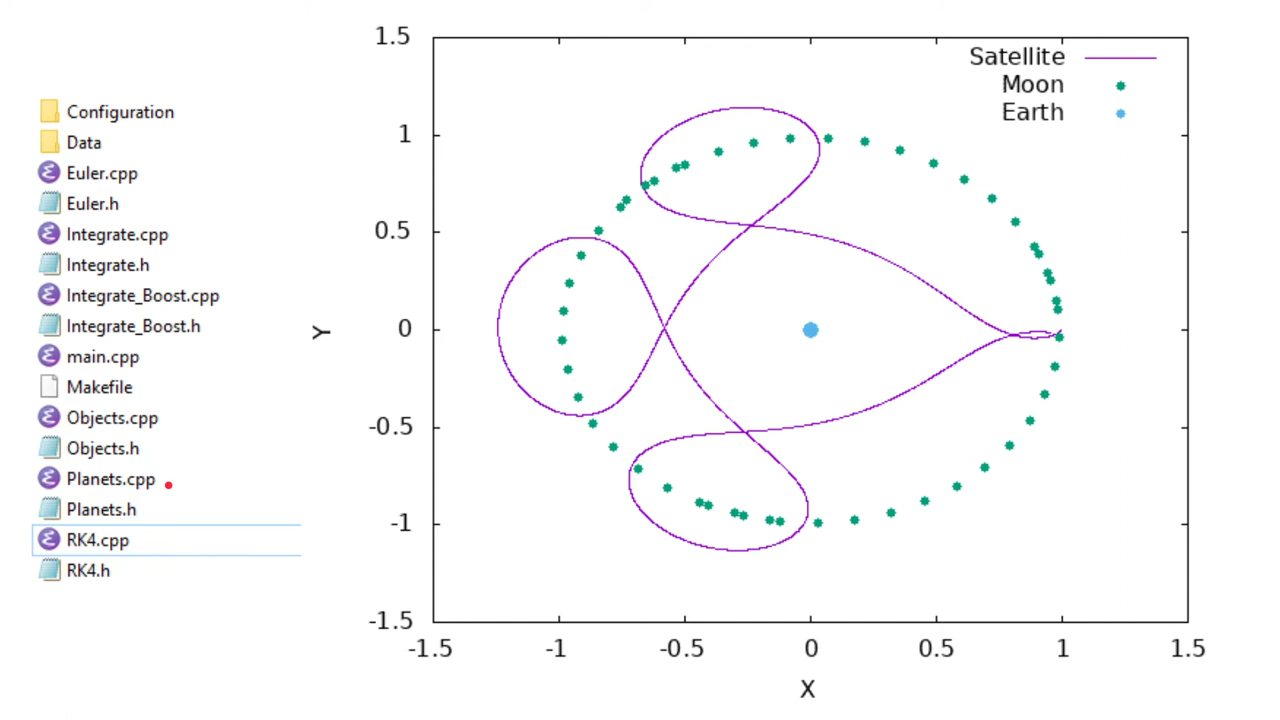 Configuration
Data
Euler.cpp
Euler.h
Integrate.cpp
Integrate.h
Integrate_Boost.cpp
Integrate_Boost.h
main.cpp
Makefile
Objects.cpp
Objects.h
Planets.cpp
Planets.h
RK4.cpp
RK4.h
Satellite
Moon
Earth
1.5
1
0.5
0
-0.5
-1
-1.5
Y
-1.5 -1 -0.5 0 0.5 1 1.5
X